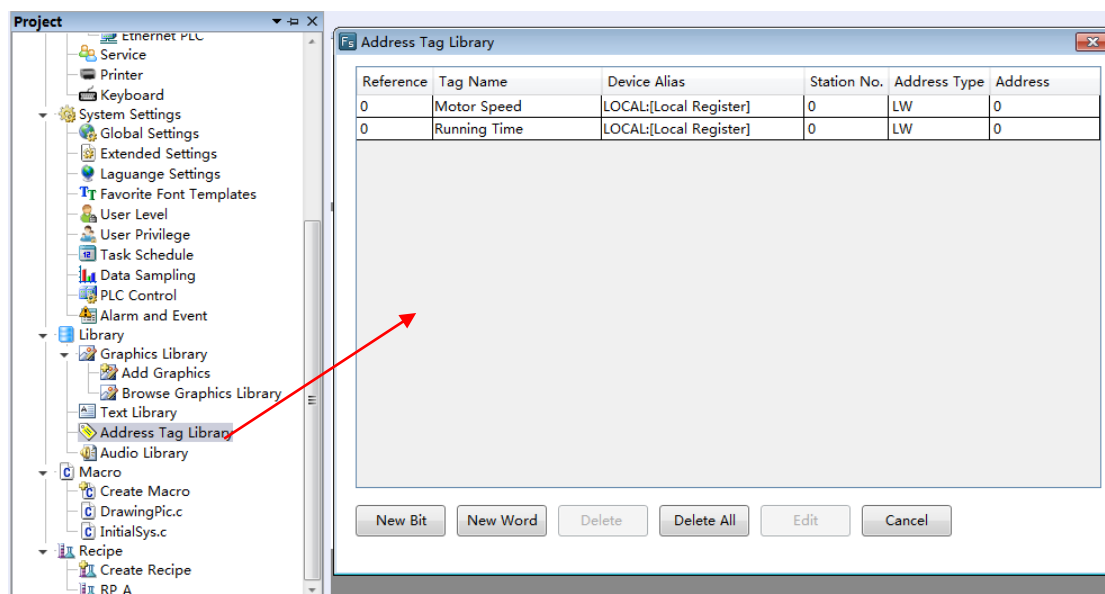 Project
Ethernet PLC
Service
Printer
Keyboard
System Settings
Global Settings
Extended Settings
Laguange Settings
Favorite Font Templates
User Level
User Privilege
Task Schedule
Data Sampling
PLC Control
Alarm and Event
Library
Graphics Library
Add Graphics
Browse Graphics Library
Text Library
Address Tag Library
Audio Library
Macro
Create Macro
DrawingPic.c
InitialSys.c
Recipe
Create Recipe
RP_A
Fs Address Tag Library
Reference Tag Name Device Alias Station No. Address Type Address
0 Motor Speed LOCAL:[Local Register] 0 LW 0
0 Running Time LOCAL:[Local Register] 0 LW 0
New Bit New Word Delete Delete All Edit Cancel